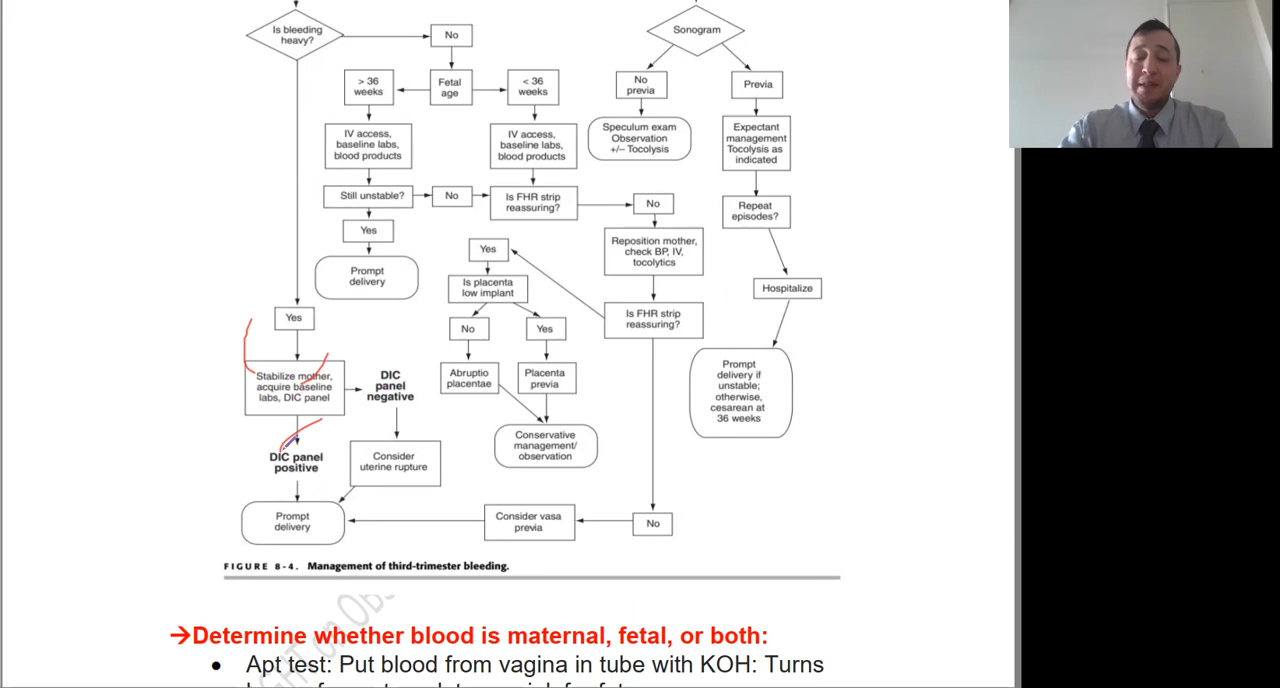 Is bleeding
heavy?
No
Sonogram
> 36
weeks
Fetal
age
< 36
weeks
No
previa
Previa
IV access,
baseline labs,
blood products
IV access,
baseline labs,
blood products
Speculum exam
Observation
+/– Tocolysis
Expectant
management
Tocolysis as
indicated
Still unstable?
No
Is FHR strip
reassuring?
No
Repeat
episodes?
Yes
Prompt
delivery
Yes
Is placenta
low implant
Reposition mother,
check BP, IV,
tocolytics
Hospitalize
Yes
No
Yes
Is FHR strip
reassuring?
Stabilize mother,
acquire baseline
labs, DIC panel
DIC
panel
negative
Abruptio
placentae
Placenta
previa
Prompt
delivery if
unstable;
otherwise,
cesarean at
36 weeks
DIC panel
positive
Consider
uterine rupture
Conservative
management/
observation
Prompt
delivery
Consider vasa
previa
No
FIGURE 8-4. Management of third-trimester bleeding.
→Determine whether blood is maternal, fetal, or both:
• Apt test: Put blood from vagina in tube with KOH: Turns